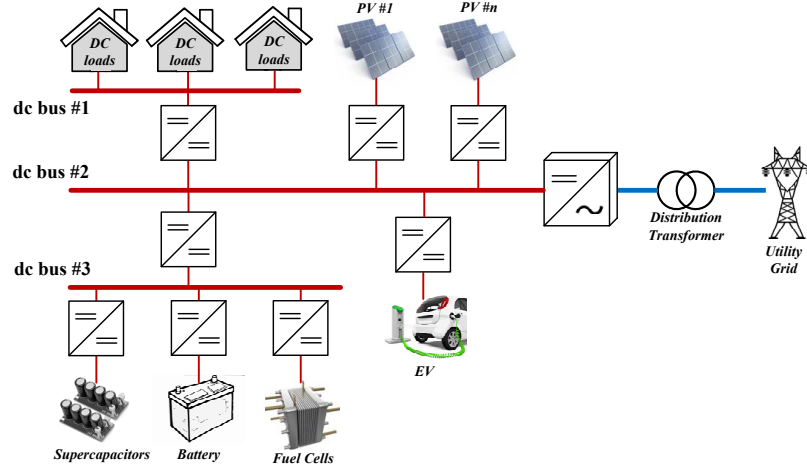 DC
loads
DC
loads
DC
loads
PV #1
PV #n
dc bus #1
dc bus #2
Distribution
Transformer
Utility
Grid
dc bus #3
EV
Supercapacitors
Battery
Fuel Cells